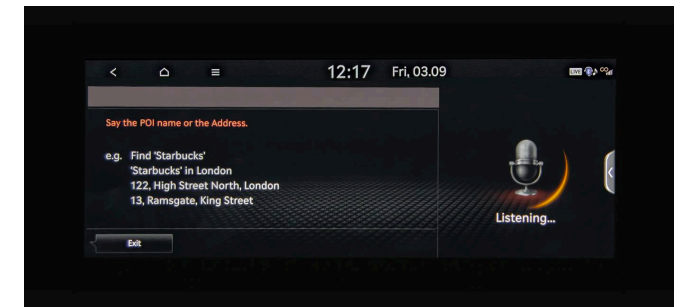 12:17 Fri, 03.09 LIVE
Say the POI name or the Address.
e.g. Find 'Starbucks'
'Starbucks' in London
122, High Street North, London
13, Ramsgate, King Street
Listening...
Exit